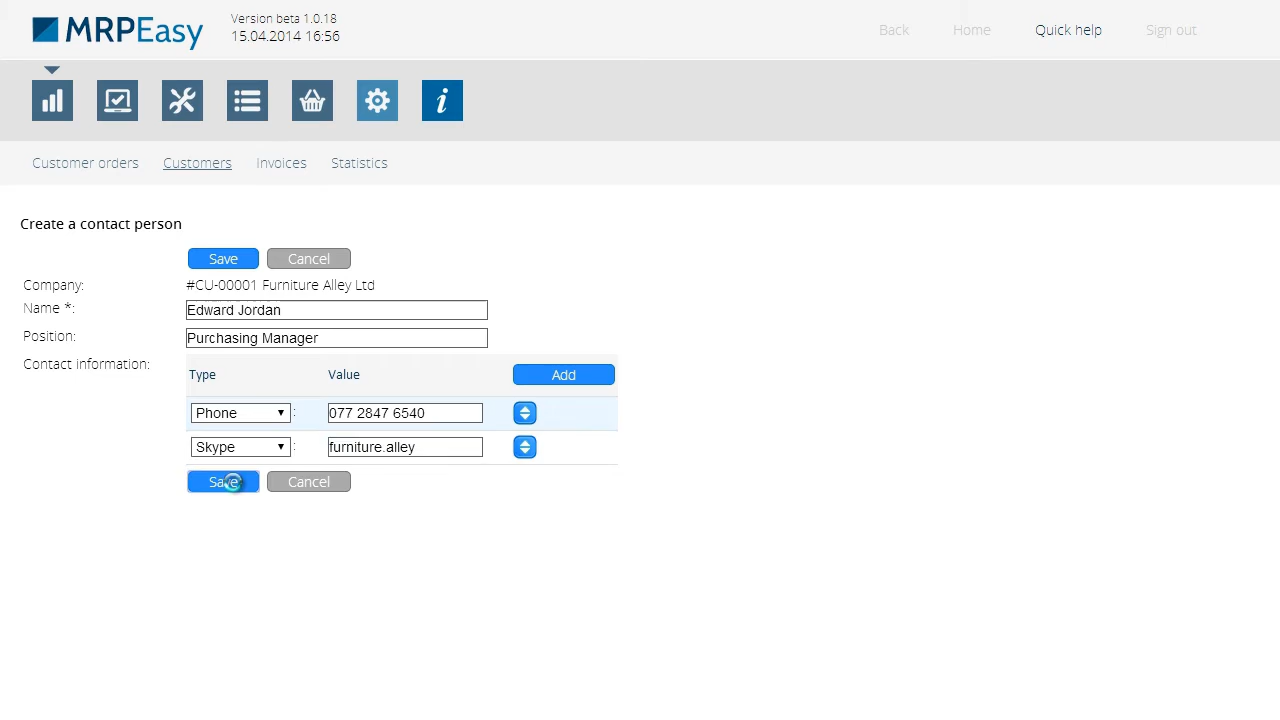 MRPEasy
Version beta 1.0.18
15.04.2014 16:56
Back Home Quick help Sign out
i
Customer orders Customers Invoices Statistics
Create a contact person
Save Cancel
Company: #CU-00001 Furniture Alley Ltd
Name *: Edward Jordan
Position: Purchasing Manager
Contact information:
Type Value Add
Phone : 077 2847 6540
Skype : furniture.alley
Save Cancel